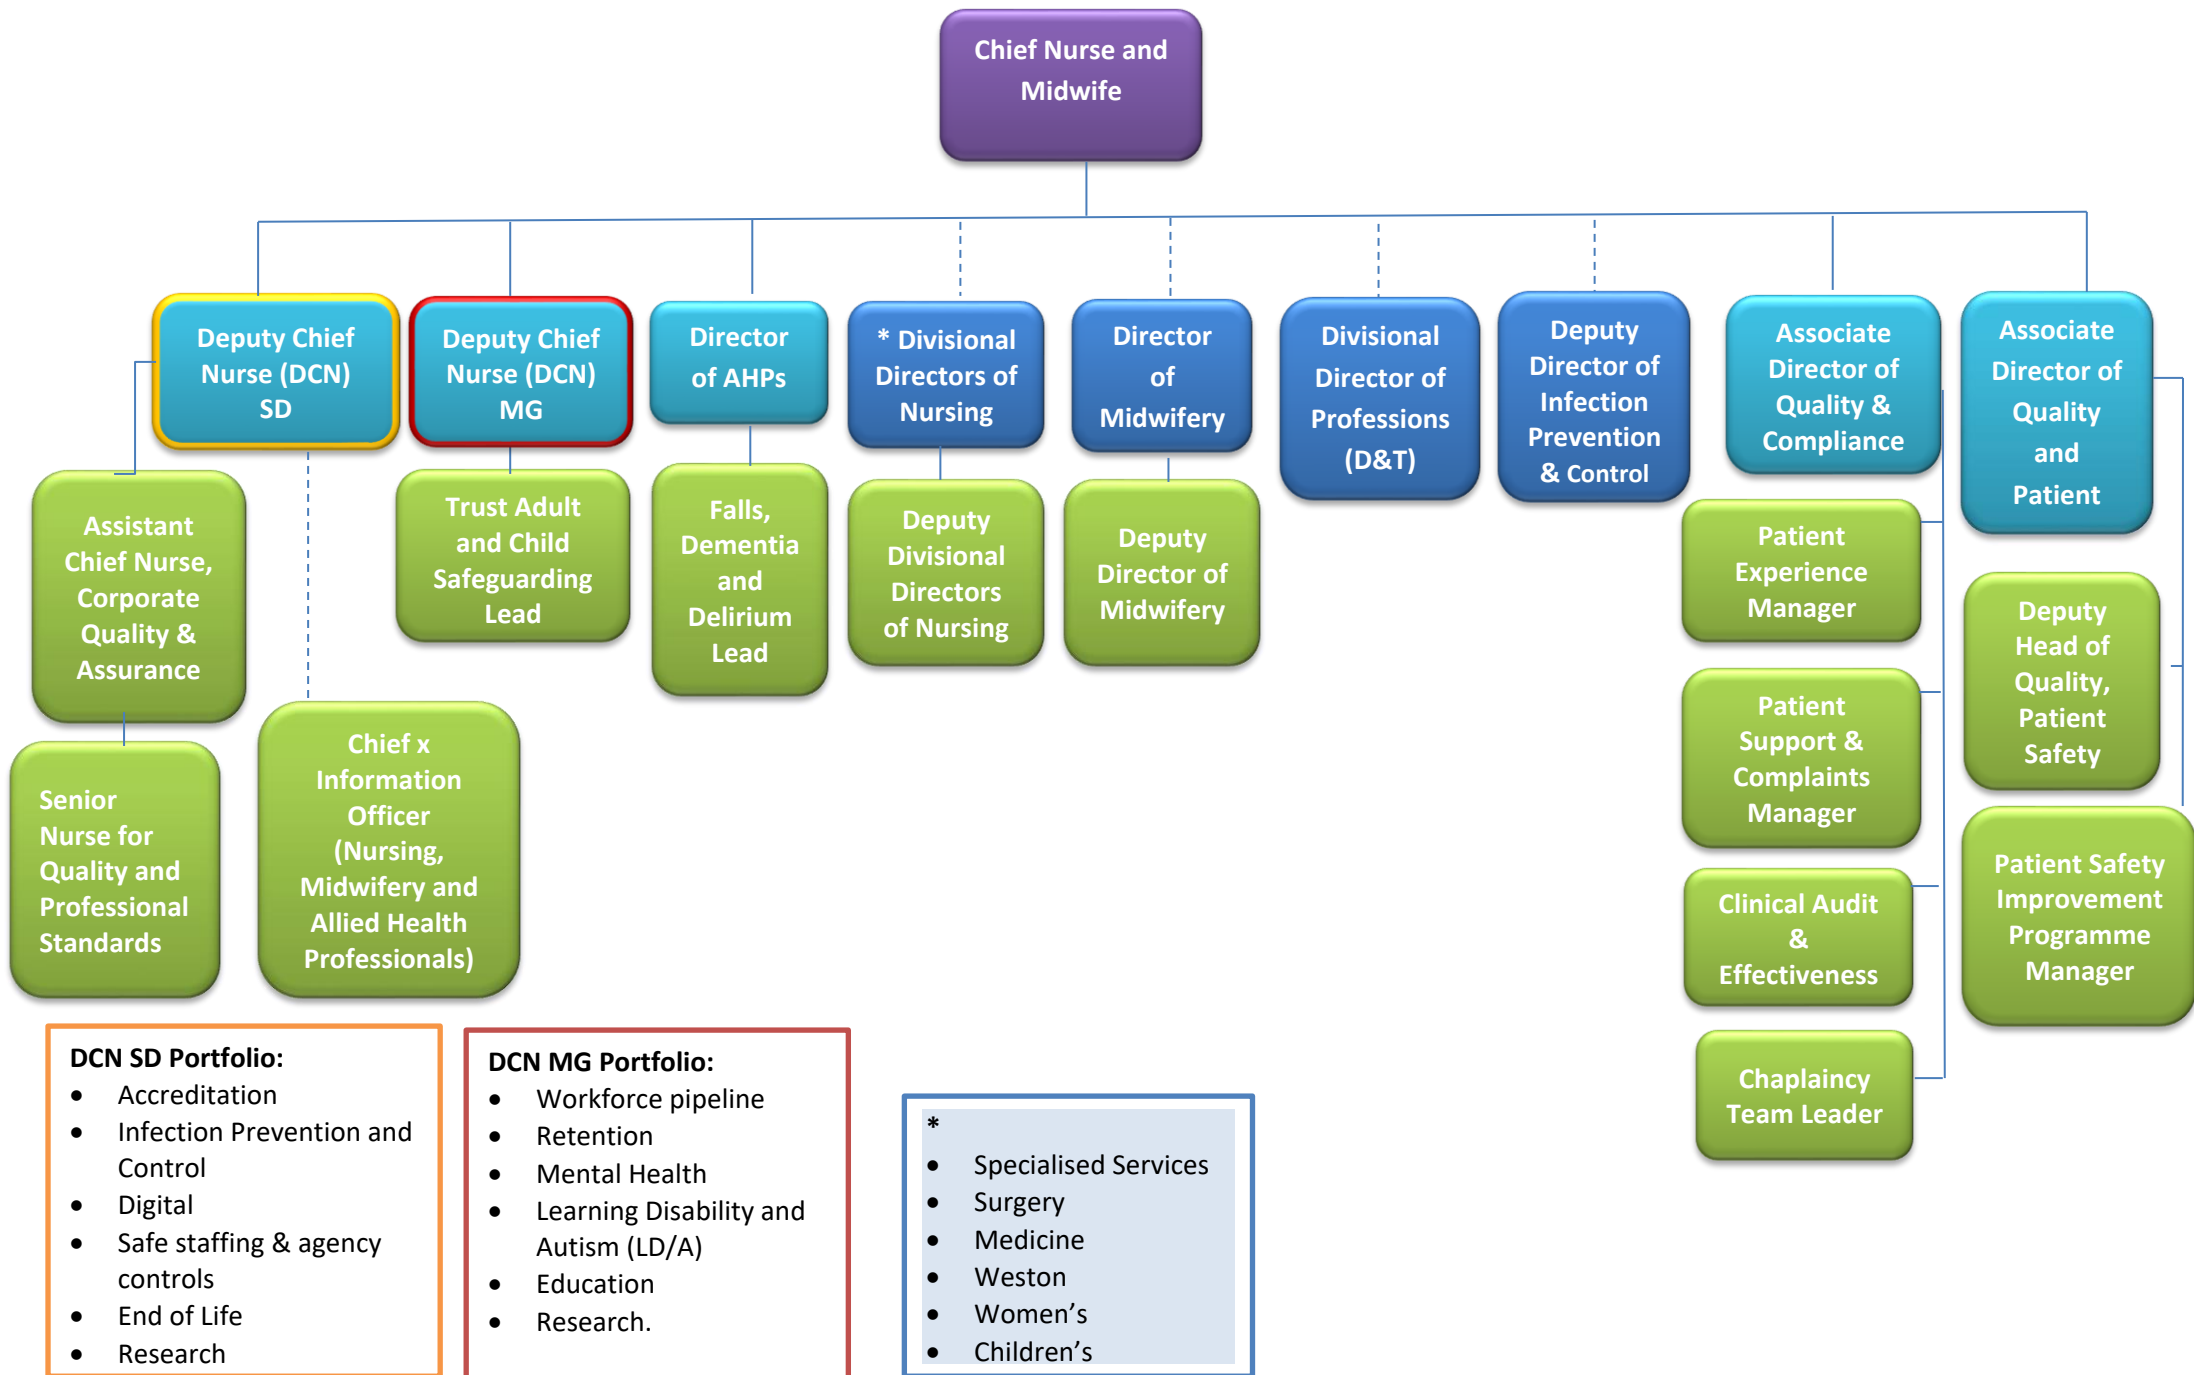 Chief Nurse and
Midwife
Deputy Chief
Nurse (DCN)
SD
Deputy Chief
Nurse (DCN)
MG
Director
of AHPs
* Divisional
Directors of
Nursing
Director
of
Midwifery
Divisional
Director of
Professions
(D&T)
Deputy
Director of
Infection
Prevention
& Control
Associate
Director of
Quality &
Compliance
Associate
Director of
Quality
and
Patient
Assistant
Chief Nurse,
Corporate
Quality &
Assurance
Trust Adult
and Child
Safeguarding
Lead
Falls,
Dementia
and
Delirium
Lead
Deputy
Divisional
Directors
of Nursing
Deputy
Director of
Midwifery
Patient
Experience
Manager
Deputy
Head of
Quality,
Patient
Safety
Senior
Nurse for
Quality and
Professional
Standards
Chief x
Information
Officer
(Nursing,
Midwifery and
Allied Health
Professionals)
Patient
Support &
Complaints
Manager
Patient Safety
Improvement
Programme
Manager
Clinical Audit
&
Effectiveness
Chaplaincy
Team Leader
DCN SD Portfolio:
• Accreditation
• Infection Prevention and
Control
• Digital
• Safe staffing & agency
controls
• End of Life
• Research
DCN MG Portfolio:
• Workforce pipeline
• Retention
• Mental Health
• Learning Disability and
Autism (LD/A)
• Education
• Research.
*
• Specialised Services
• Surgery
• Medicine
• Weston
• Women’s
• Children’s